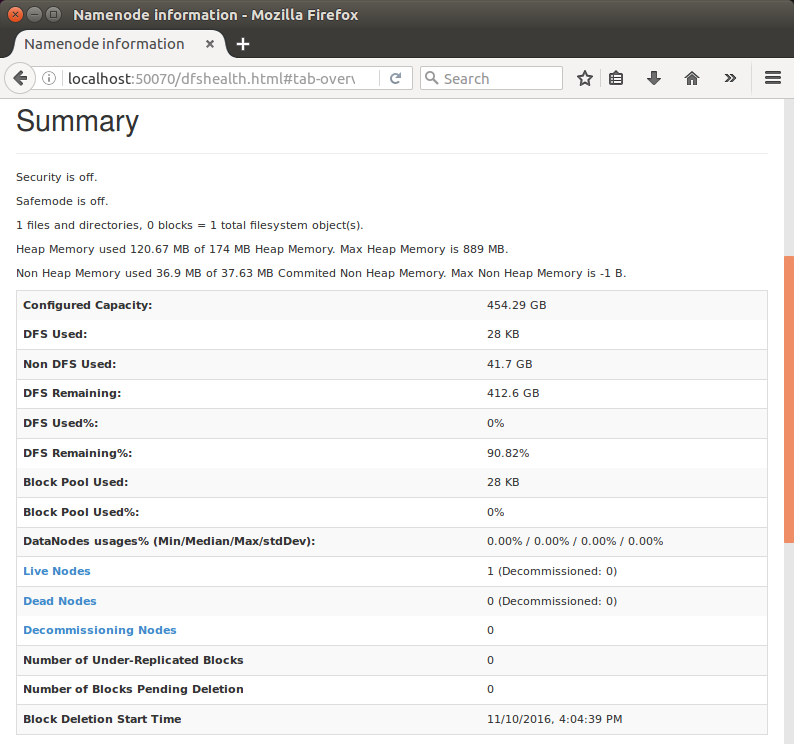 Namenode information - Mozilla Firefox
Namenode information
localhost:50070/dfshealth.html#tab-overv
Search
Summary
Security is off.
Safemode is off.
1 files and directories, 0 blocks = 1 total filesystem object(s).
Heap Memory used 120.67 MB of 174 MB Heap Memory. Max Heap Memory is 889 MB.
Non Heap Memory used 36.9 MB of 37.63 MB Commited Non Heap Memory. Max Non Heap Memory is -1 B.
Configured Capacity: 454.29 GB
DFS Used: 28 KB
Non DFS Used: 41.7 GB
DFS Remaining: 412.6 GB
DFS Used%: 0%
DFS Remaining%: 90.82%
Block Pool Used: 28 KB
Block Pool Used%: 0%
DataNodes usages% (Min/Median/Max/stdDev): 0.00% / 0.00% / 0.00% / 0.00%
Live Nodes 1 (Decommissioned: 0)
Dead Nodes 0 (Decommissioned: 0)
Decommissioning Nodes 0
Number of Under-Replicated Blocks 0
Number of Blocks Pending Deletion 0
Block Deletion Start Time 11/10/2016, 4:04:39 PM